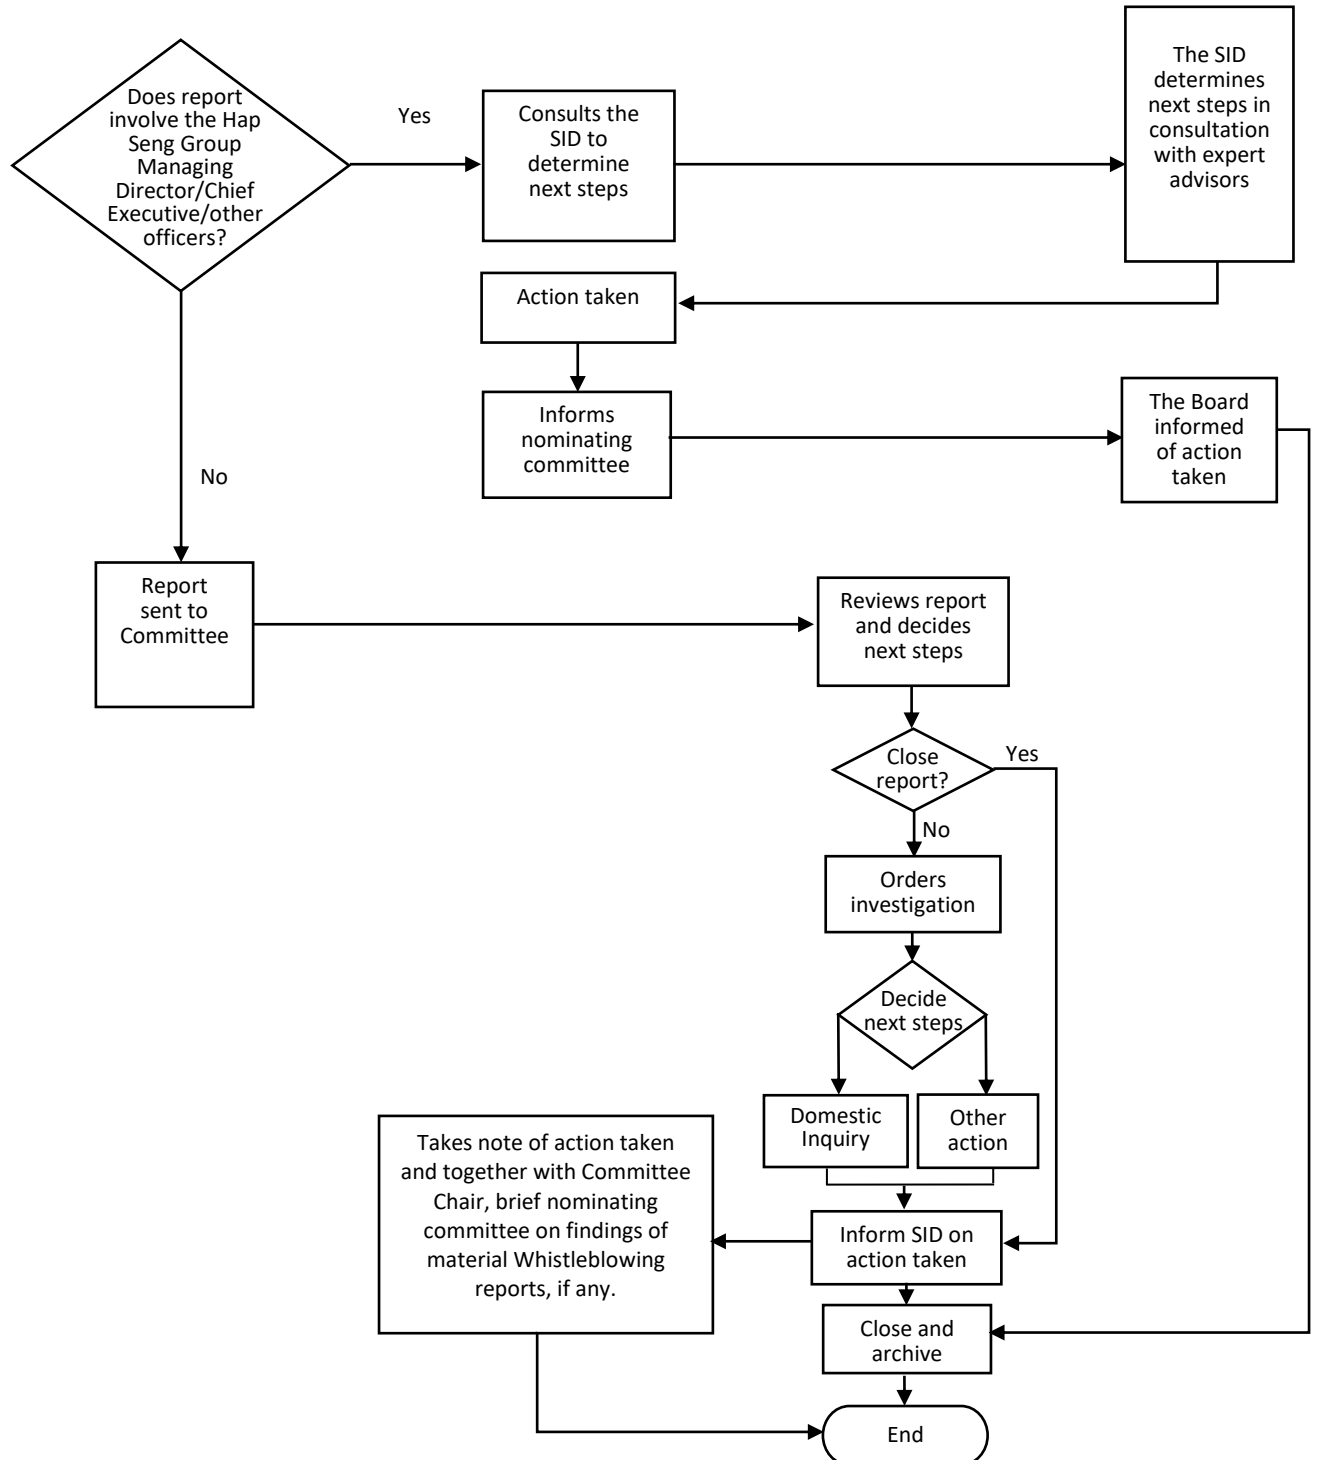 Does report
involve the Hap
Seng Group
Managing
Director/Chief
Executive/other
officers?
Yes
Consults the
SID to
determine
next steps
The SID
determines
next steps in
consultation
with expert
advisors
Action taken
Informs
nominating
committee
The Board
informed
of action
taken
No
Report
sent to
Committee
Reviews report
and decides
next steps
Close
report?
Yes
No
Orders
investigation
Decide
next steps
Domestic
Inquiry
Other
action
Takes note of action taken
and together with Committee
Chair, brief nominating
committee on findings of
material Whistleblowing
reports, if any.
Inform SID on
action taken
Close and
archive
End